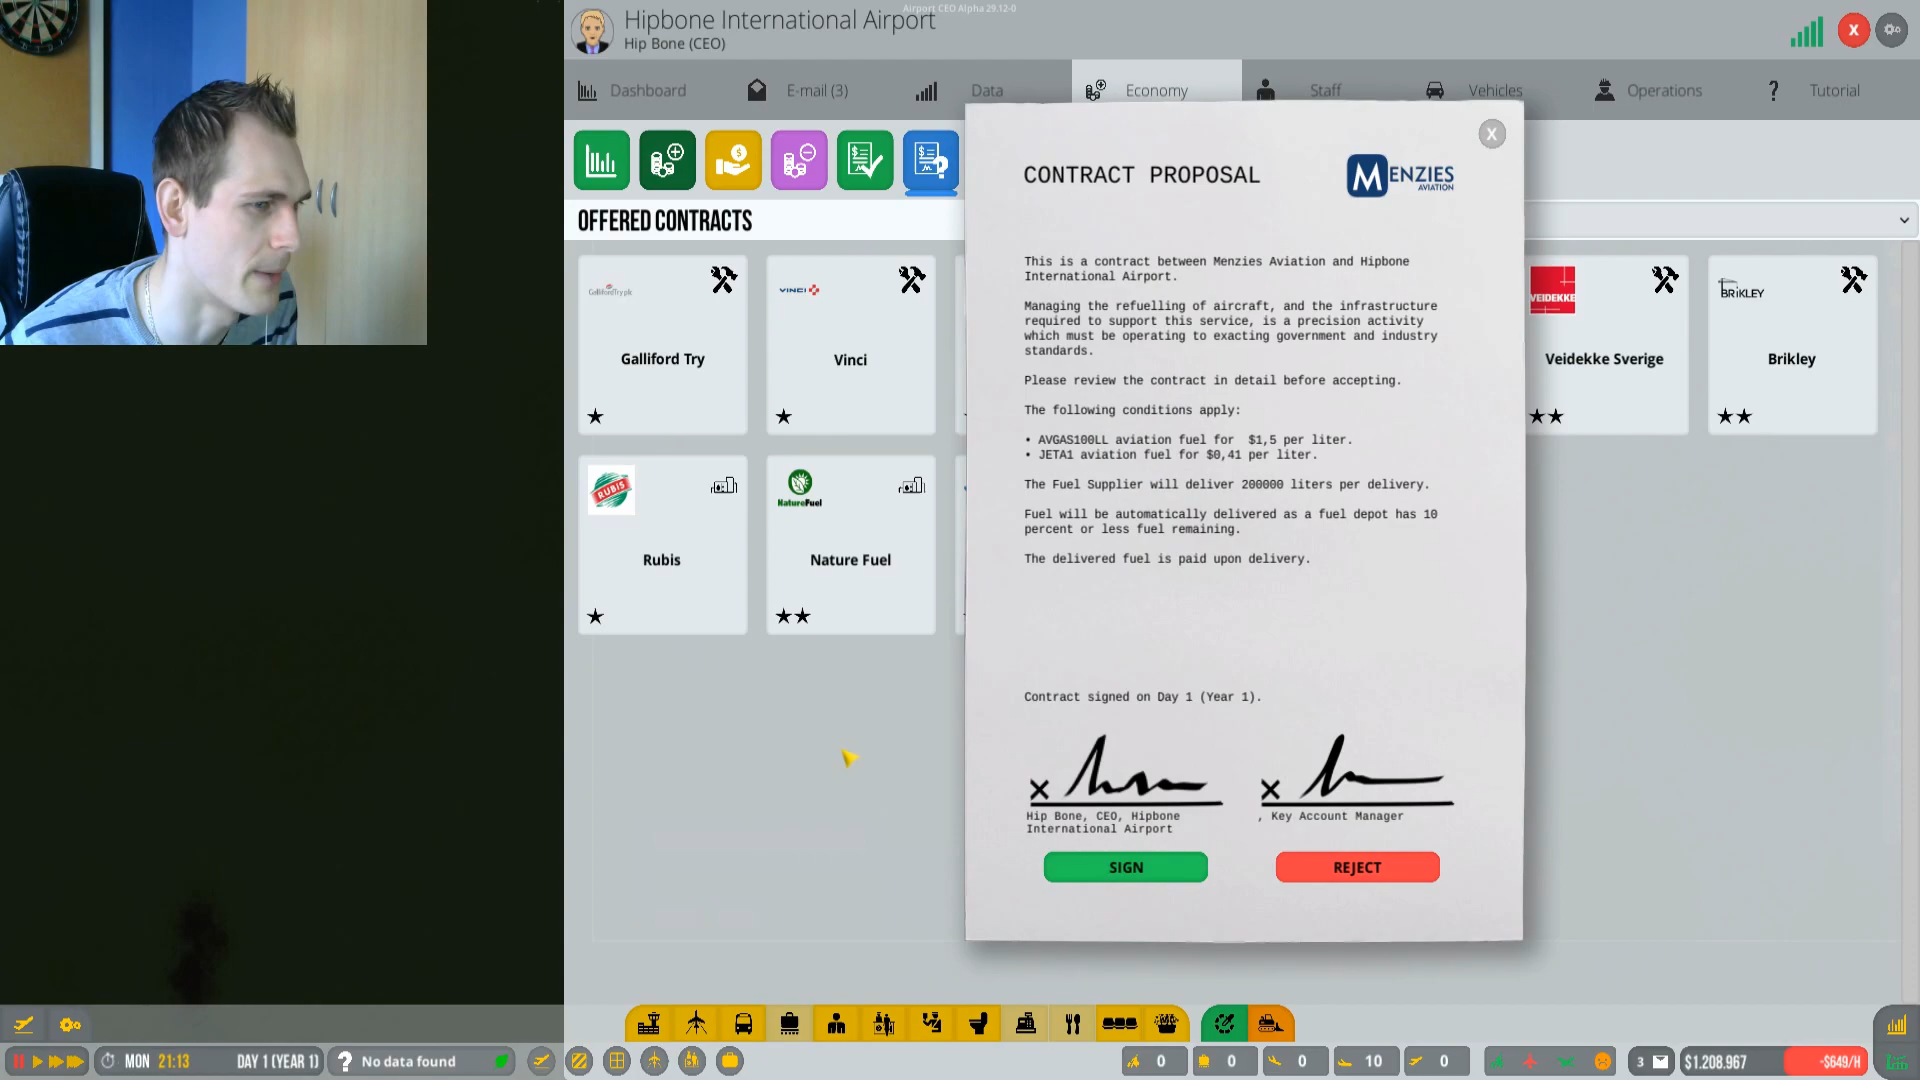 Airport CEO Alpha 29.12-0
Hipbone International Airport
Hip Bone (CEO)
X
Dashboard
E-mail (3)
Data
Economy
Staff
Vehicles
? Tutorial
Operations
OFFERED CONTRACTS
GallifordTry plc
Galliford Try
VINCI
Vinci
VEIDEKKE
Veidekke Sverige
BRIKLEY
Brikley
RUBIS
Rubis
NatureFuel
Nature Fuel
X
CONTRACT PROPOSAL
MENZIES
AVIATION
This is a contract between Menzies Aviation and Hipbone
International Airport.
Managing the refuelling of aircraft, and the infrastructure
required to support this service, is a precision activity
which must be operating to exacting government and industry
standards.
Please review the contract in detail before accepting.
The following conditions apply:
• AVGAS100LL aviation fuel for $1,5 per liter.
• JETA1 aviation fuel for $0,41 per liter.
The Fuel Supplier will deliver 200000 liters per delivery.
Fuel will be automatically delivered as a fuel depot has 10
percent or less fuel remaining.
The delivered fuel is paid upon delivery.
Contract signed on Day 1 (Year 1).
X
X
Hip Bone, CEO, Hipbone
International Airport
, Key Account Manager
SIGN
REJECT
MON 21:13 DAY 1 (YEAR 1)
? No data found
0
0
0
10
0
3
$1.208.967
-$649/H